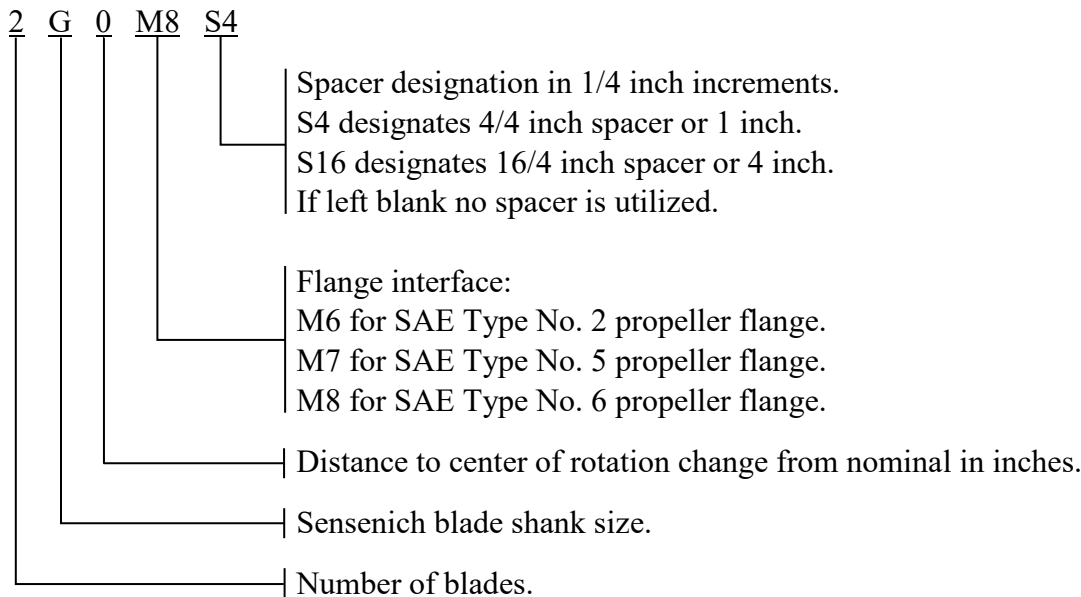 2 G 0 M8 S4
Spacer designation in 1/4 inch increments.
S4 designates 4/4 inch spacer or 1 inch.
S16 designates 16/4 inch spacer or 4 inch.
If left blank no spacer is utilized.
Flange interface:
M6 for SAE Type No. 2 propeller flange.
M7 for SAE Type No. 5 propeller flange.
M8 for SAE Type No. 6 propeller flange.
Distance to center of rotation change from nominal in inches.
Sensenich blade shank size.
Number of blades.